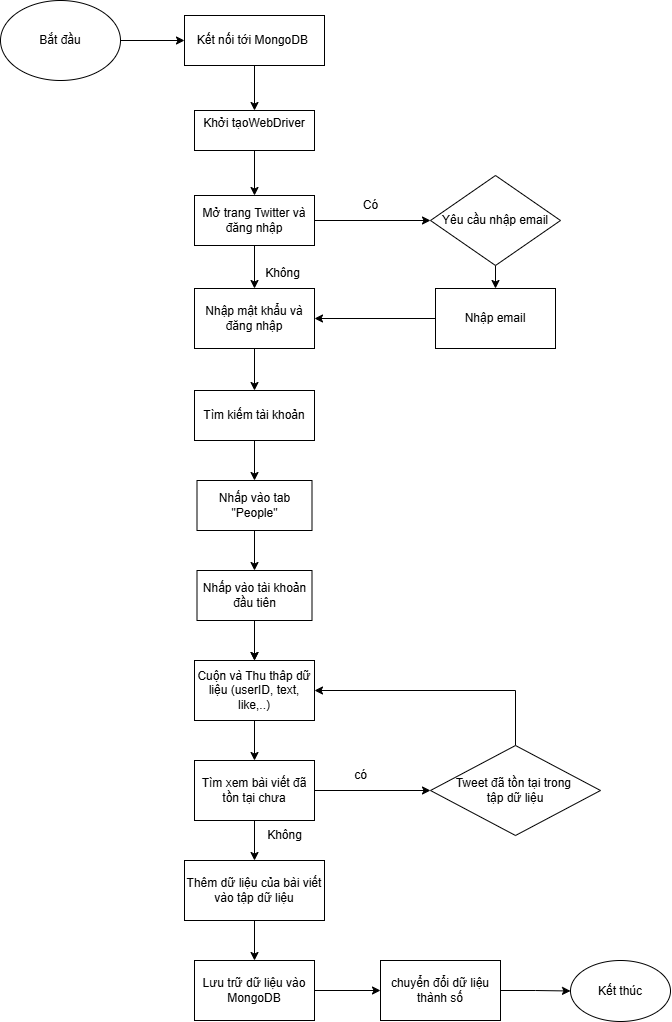 Bắt đầu
Kết nối tới MongoDB
Khởi tạoWebDriver
Mở trang Twitter và
đăng nhập
Có
Yêu cầu nhập email
Không
Nhập mật khẩu và
đăng nhập
Nhập email
Tìm kiếm tài khoản
Nhấp vào tab
"People"
Nhấp vào tài khoản
đầu tiên
Cuộn và Thu thâp dữ
liệu (userID, text,
like,..)
Tìm xem bài viết đã
tồn tại chưa
có
Tweet đã tồn tại trong
tập dữ liệu
Không
Thêm dữ liệu của bài viết
vào tập dữ liệu
Lưu trữ dữ liệu vào
MongoDB
chuyển đổi dữ liệu
thành số
Kết thúc